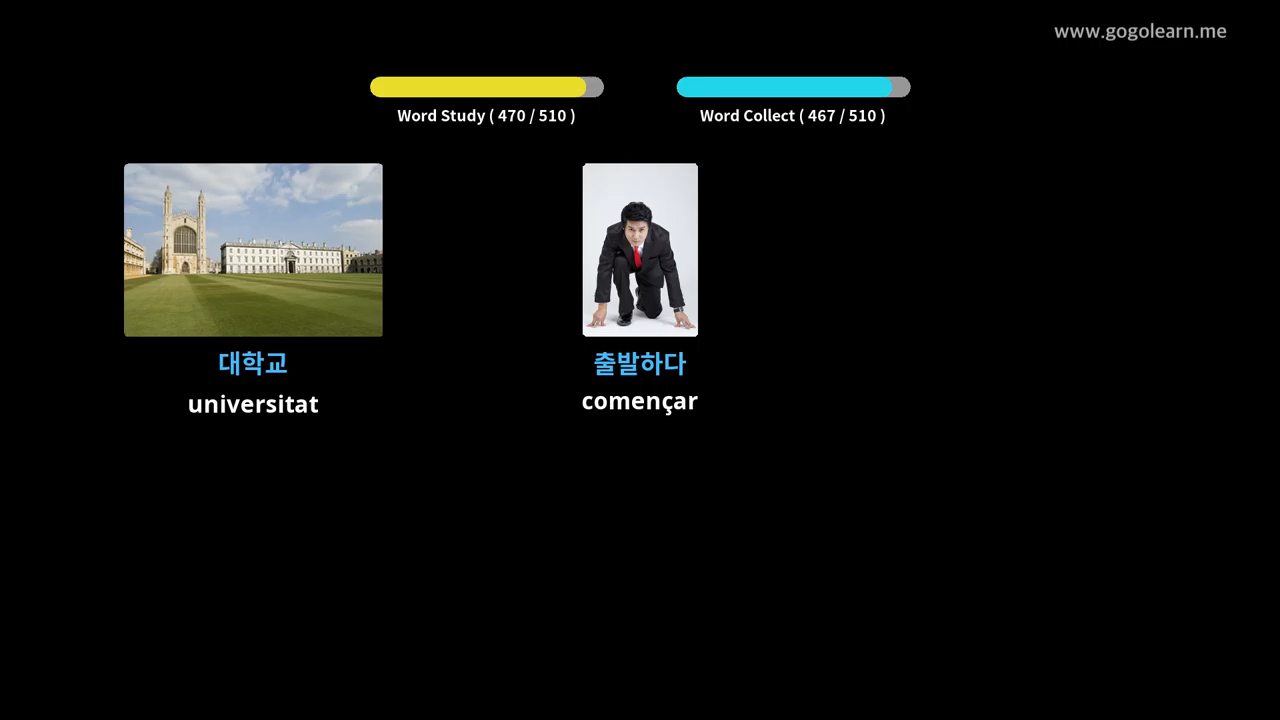 www.gogolearn.me
Word Study ( 470 / 510 )
Word Collect ( 467 / 510 )
대학교
universitat
출발하다
començar